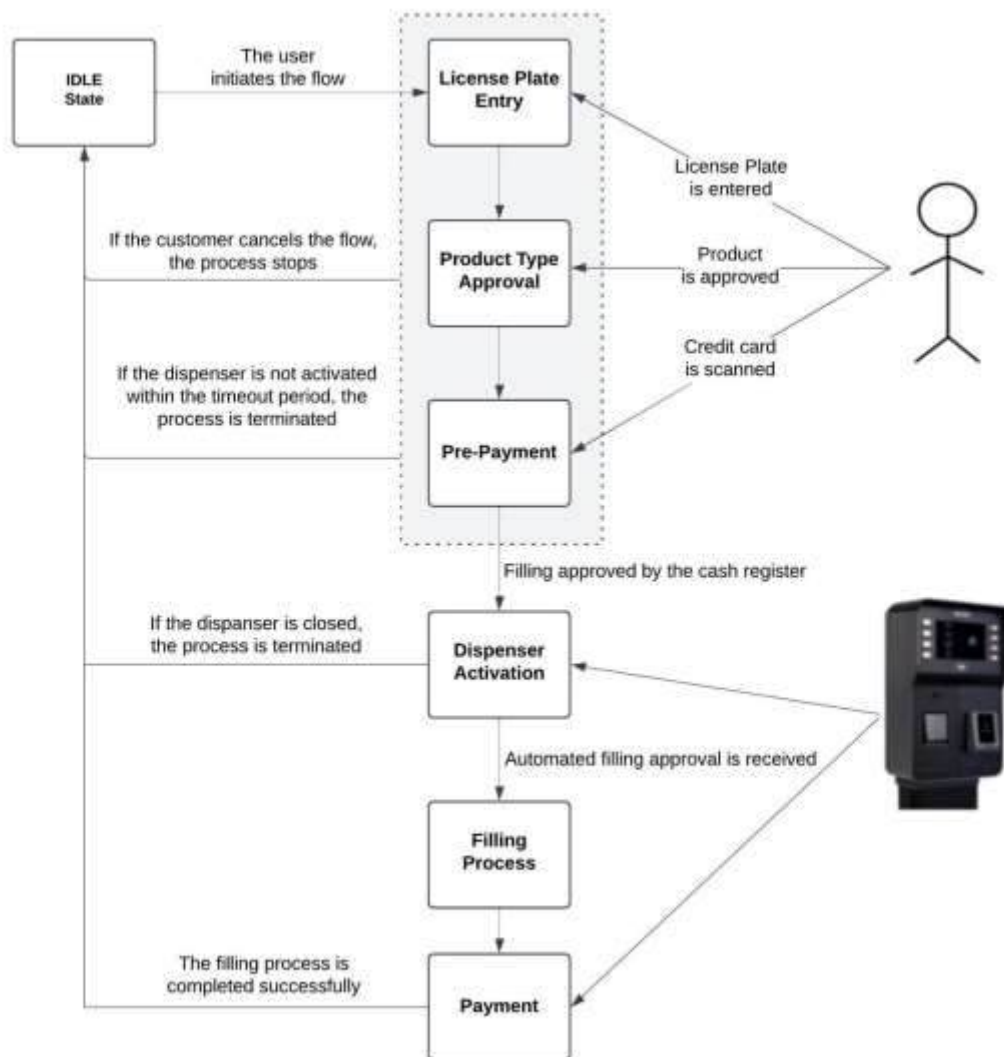 IDLE
State
The user
initiates the flow
License Plate
Entry
License Plate
is entered
If the customer cancels the flow,
the process stops
Product Type
Approval
Product
is approved
If the dispenser is not activated
within the timeout period, the
process is terminated
Credit card
is scanned
Pre-Payment
Filling approved by the cash register
If the dispanser is closed,
the process is terminated
Dispenser
Activation
Automated filling approval is received
Filling
Process
The filling process is
completed successfully
Payment